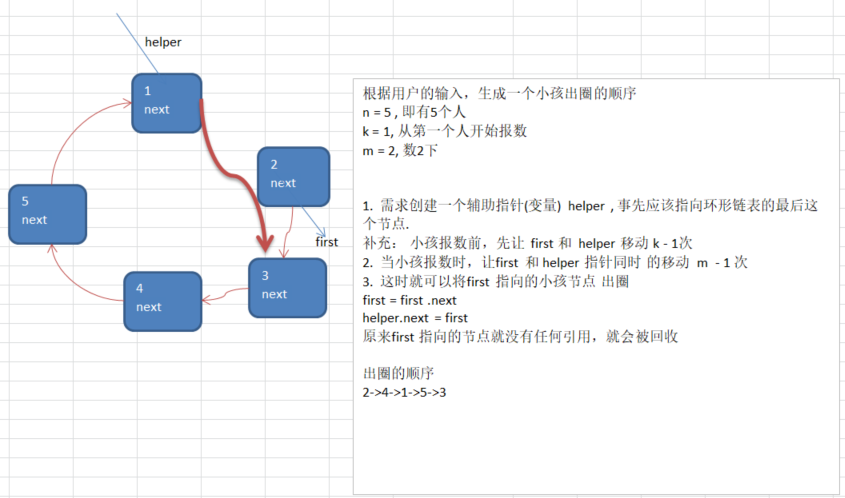 helper
1
next
2
next
first
3
next
4
next
5
next
根据用户的输入，生成一个小孩出圈的顺序
n = 5 , 即有5个人
k = 1, 从第一个人开始报数
m = 2, 数2下
1. 需求创建一个辅助指针(变量) helper , 事先应该指向环形链表的最后这
个节点.
补充： 小孩报数前，先让 first 和 helper 移动 k - 1次
2. 当小孩报数时，让first 和 helper 指针同时 的移动 m - 1 次
3. 这时就可以将first 指向的小孩节点 出圈
first = first .next
helper.next = first
原来first 指向的节点就没有任何引用，就会被回收
出圈的顺序
2->4->1->5->3